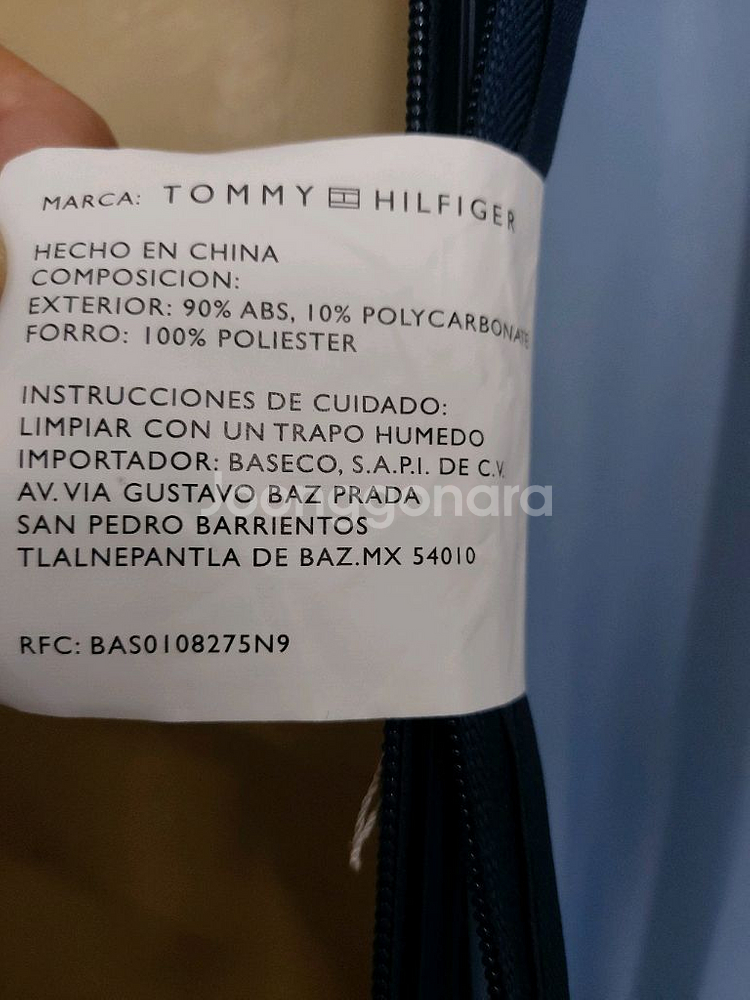 MARCA: TOMMY HILFIGER
HECHO EN CHINA
COMPOSICION:
EXTERIOR: 90% ABS, 10% POLYCARBONATE
FORRO: 100% POLIESTER
INSTRUCCIONES DE CUIDADO:
LIMPIAR CON UN TRAPO HUMEDO
IMPORTADOR: BASECO, S.A.P.I. DE C.V.
AV. VIA GUSTAVO BAZ PRADA
Joonggonara
SAN PEDRO BARRIENTOS
TLALNEPANTLA DE BAZ.MX 54010
RFC: BAS0108275N9